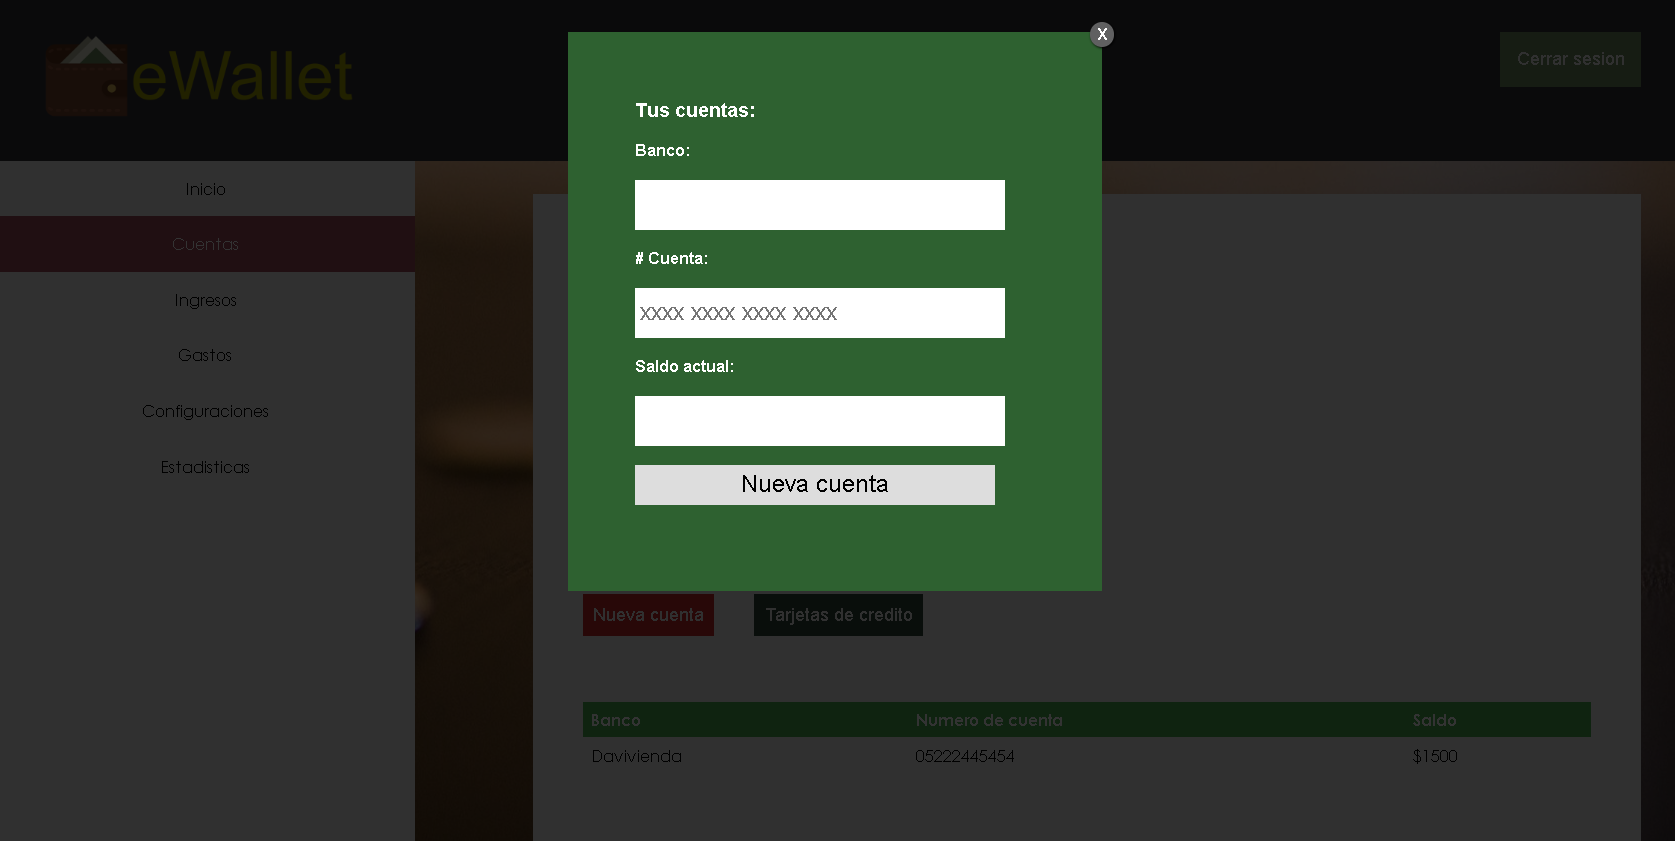 eWallet
Cerrar sesion
X
Tus cuentas:
Banco:
# Cuenta:
XXXX XXXX XXXX XXXX
Saldo actual:
Nueva cuenta
Inicio
Cuentas
Ingresos
Gastos
Configuraciones
Estadisticas
Nueva cuenta Tarjetas de credito
Banco Numero de cuenta Saldo
Davivienda 05222445454 $1500